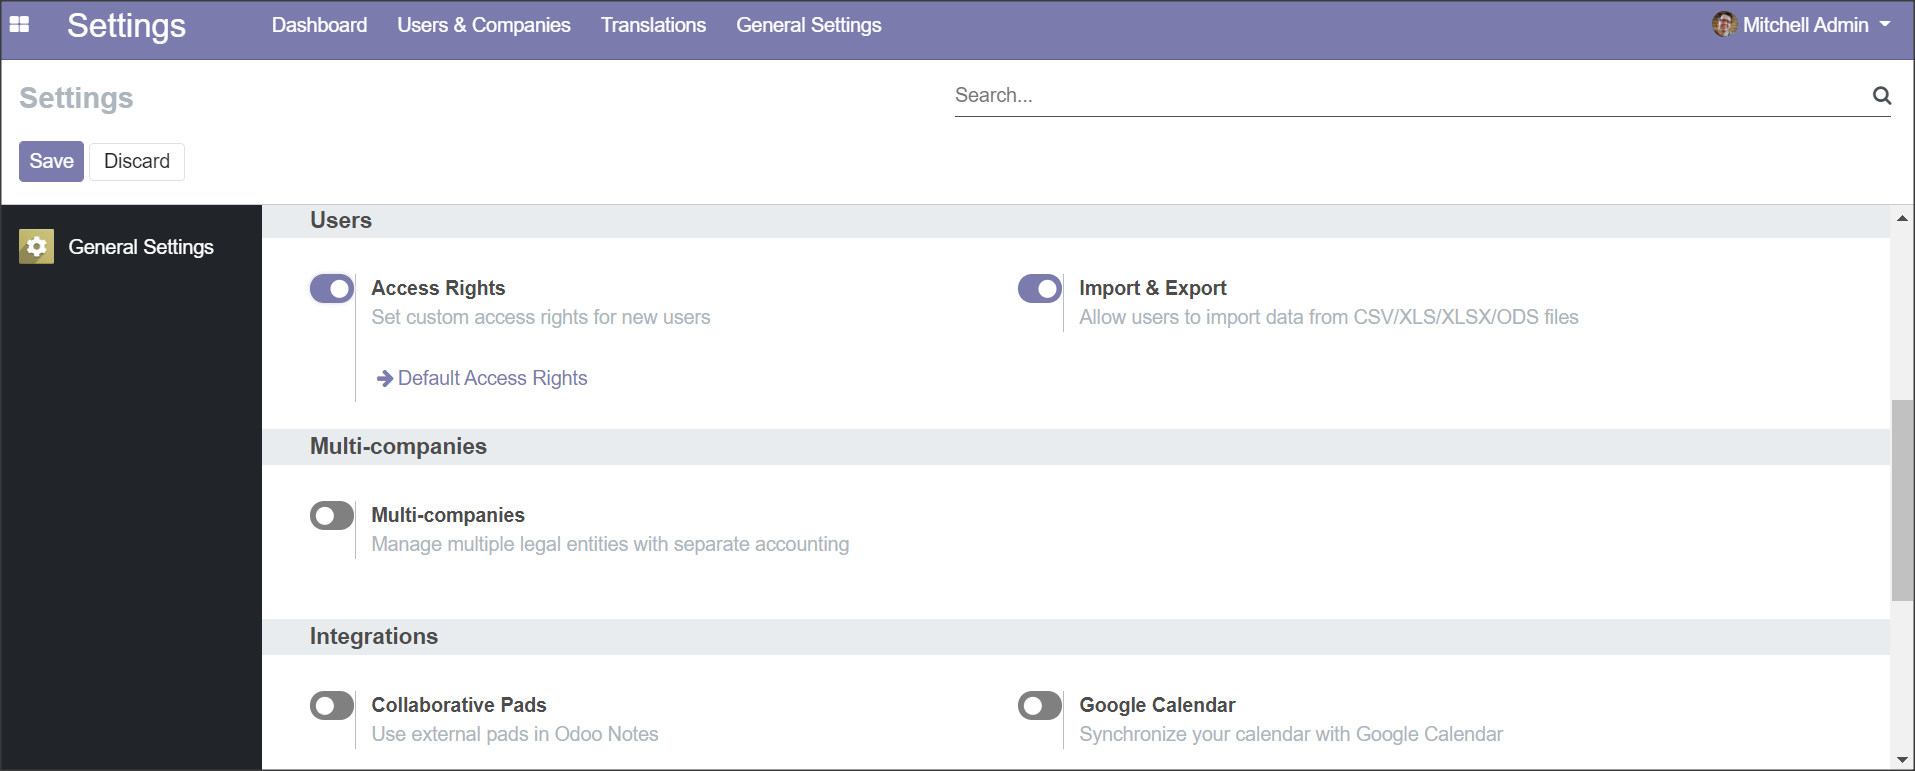 Settings Dashboard Users & Companies Translations General Settings Mitchell Admin
Settings
Search...
Save Discard
General Settings
Users
Access Rights
Set custom access rights for new users
Default Access Rights
Import & Export
Allow users to import data from CSV/XLS/XLSX/ODS files
Multi-companies
Multi-companies
Manage multiple legal entities with separate accounting
Integrations
Collaborative Pads
Use external pads in Odoo Notes
Google Calendar
Synchronize your calendar with Google Calendar